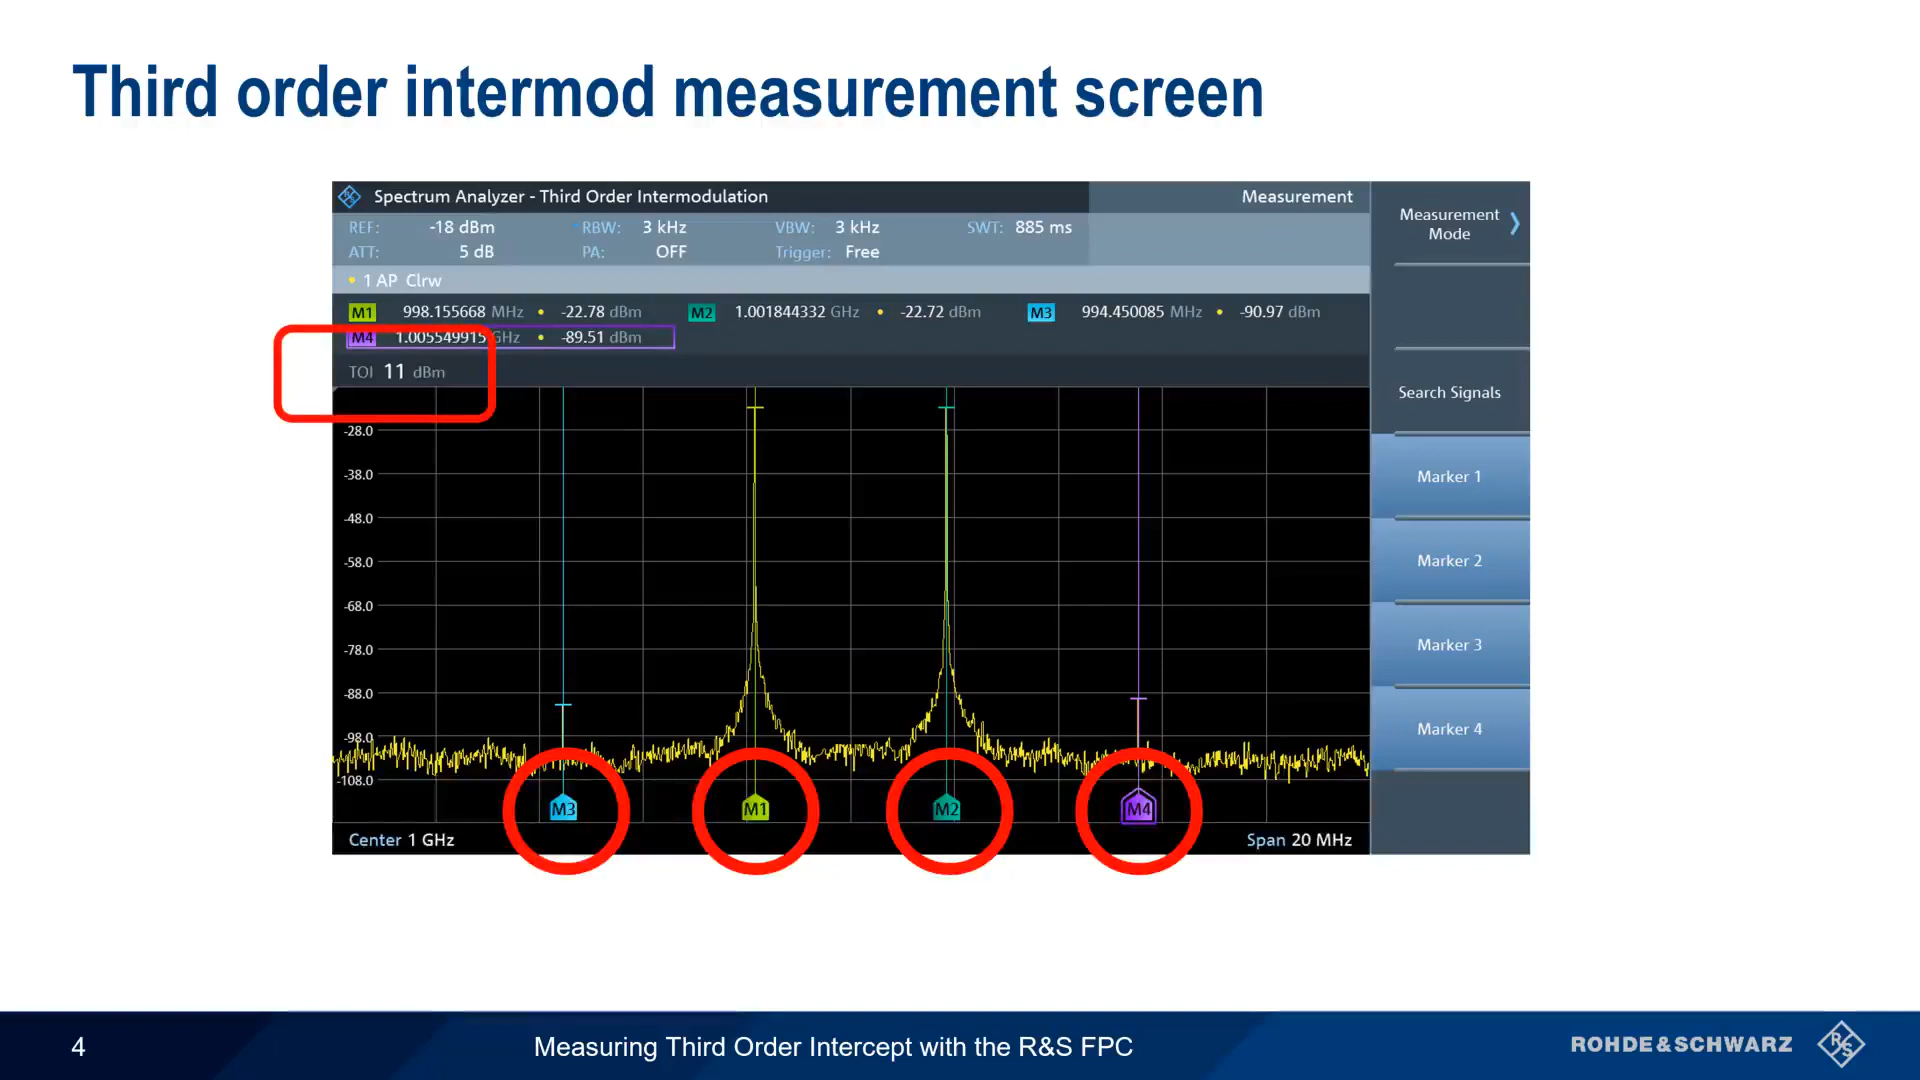 Third order intermod measurement screen
Spectrum Analyzer - Third Order Intermodulation
Measurement
REF: -18 dBm RBW: 3 kHz VBW: 3 kHz SWT: 885 ms
ATT: 5 dB PA: OFF Trigger: Free
1 AP Clrw
M1 998.155668 MHz • -22.78 dBm M2 1.001844332 GHz • -22.72 dBm M3 994.450085 MHz • -90.97 dBm
M4 1.005549915 GHz • -89.51 dBm
TOI 11 dBm
-28.0
-38.0
-48.0
-58.0
-68.0
-78.0
-88.0
-98.0
-108.0
M3 M1 M2 M4
Center 1 GHz
Span 20 MHz
Measurement
Mode
Search Signals
Marker 1
Marker 2
Marker 3
Marker 4
4
Measuring Third Order Intercept with the R&S FPC
ROHDE&SCHWARZ
R&S